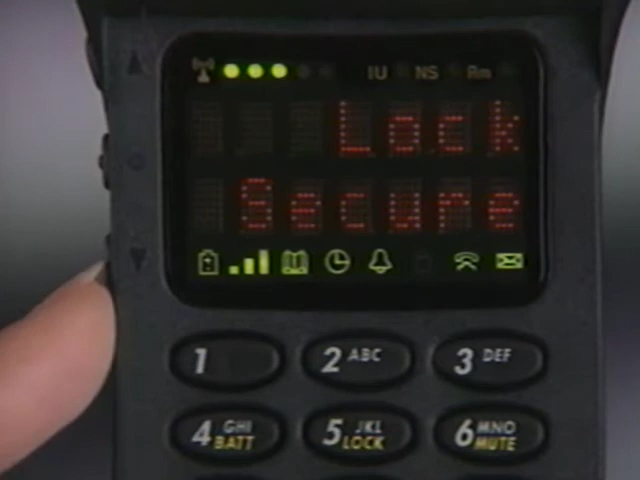 IU NS Rm
Lock
Secure
1 2 ABC 3 DEF
4 GHI BATT 5 JKL LOCK 6 MNO MUTE